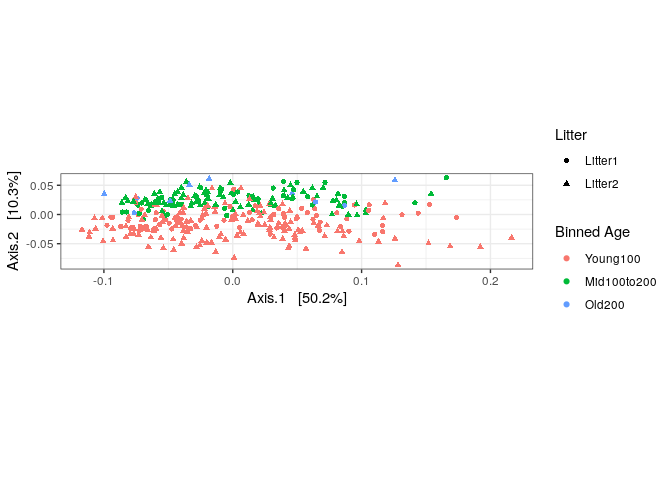 Litter
Litter1
Litter2
Binned Age
Young100
Mid100to200
Old200
0.05
0.00
-0.05
Axis.2 [10.3%]
-0.1
0.0
0.1
0.2
Axis.1 [50.2%]